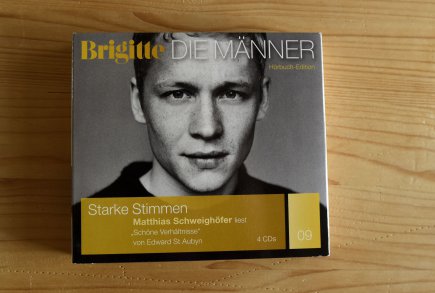 Brigitte DIE MÄNNER
Hörbuch-Edition
Starke Stimmen
Matthias Schweighöfer liest
„Schöne Verhältnisse"
von Edward St Aubyn
4 CDs
09